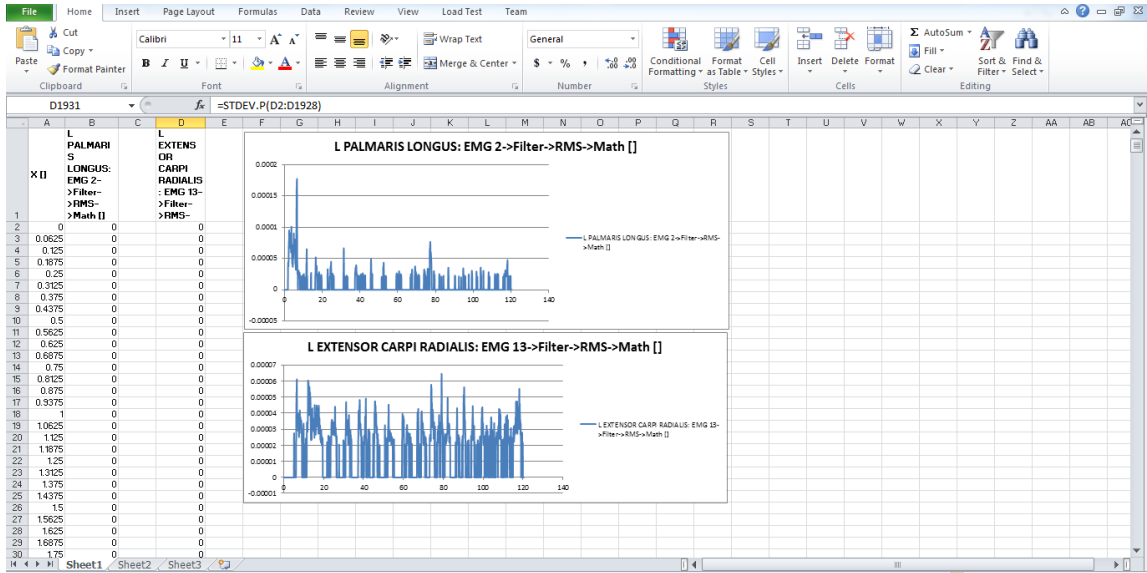 File Home Insert Page Layout Formulas Data Review View Load Test Team
Cut
Copy
Format Painter
Paste
Calibri 11
B I U
Wrap Text
Merge & Center
General
$ % ,
Conditional Formatting
Format as Table
Cell Styles
Insert Delete Format
AutoSum
Fill
Clear
Sort & Filter
Find & Select
Clipboard Font Alignment Number Styles Cells Editing
D1931 fx =STDEV.P(D2:D1928)
A B C D E F G H I J K L M N O P Q R S T U V W X Y Z AA AB AC
1 X []
L PALMARI
S
LONGUS:
EMG 2-
>Filter-
>RMS-
>Math []
L
EXTENS
OR
CARPI
RADIALIS
: EMG 13-
>Filter-
>RMS-
2 0 0 0
3 0.0625 0 0
4 0.125 0 0
5 0.1875 0 0
6 0.25 0 0
7 0.3125 0 0
8 0.375 0 0
9 0.4375 0 0
10 0.5 0 0
11 0.5625 0 0
12 0.625 0 0
13 0.6875 0 0
14 0.75 0 0
15 0.8125 0 0
16 0.875 0 0
17 0.9375 0 0
18 1 0 0
19 1.0625 0 0
20 1.125 0 0
21 1.1875 0 0
22 1.25 0 0
23 1.3125 0 0
24 1.375 0 0
25 1.4375 0 0
26 1.5 0 0
27 1.5625 0 0
28 1.625 0 0
29 1.6875 0 0
30 1.75 0 0
L PALMARIS LONGUS: EMG 2->Filter->RMS->Math []
0.0002
0.00015
0.0001
0.00005
0
-0.00005
0 20 40 60 80 100 120 140
L PALMARIS LONGUS: EMG 2->Filter->RMS-
>Math []
L EXTENSOR CARPI RADIALIS: EMG 13->Filter->RMS->Math []
0.00007
0.00006
0.00005
0.00004
0.00003
0.00002
0.00001
0
-0.00001
0 20 40 60 80 100 120 140
L EXTENSOR CARPI RADIALIS: EMG 13-
>Filter->RMS->Math []
Sheet1 Sheet2 Sheet3